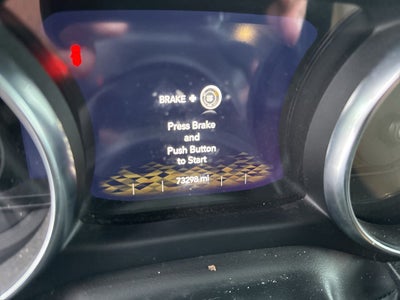 BRAKE +
Press Brake
and
Push Button
to Start
73298 mi